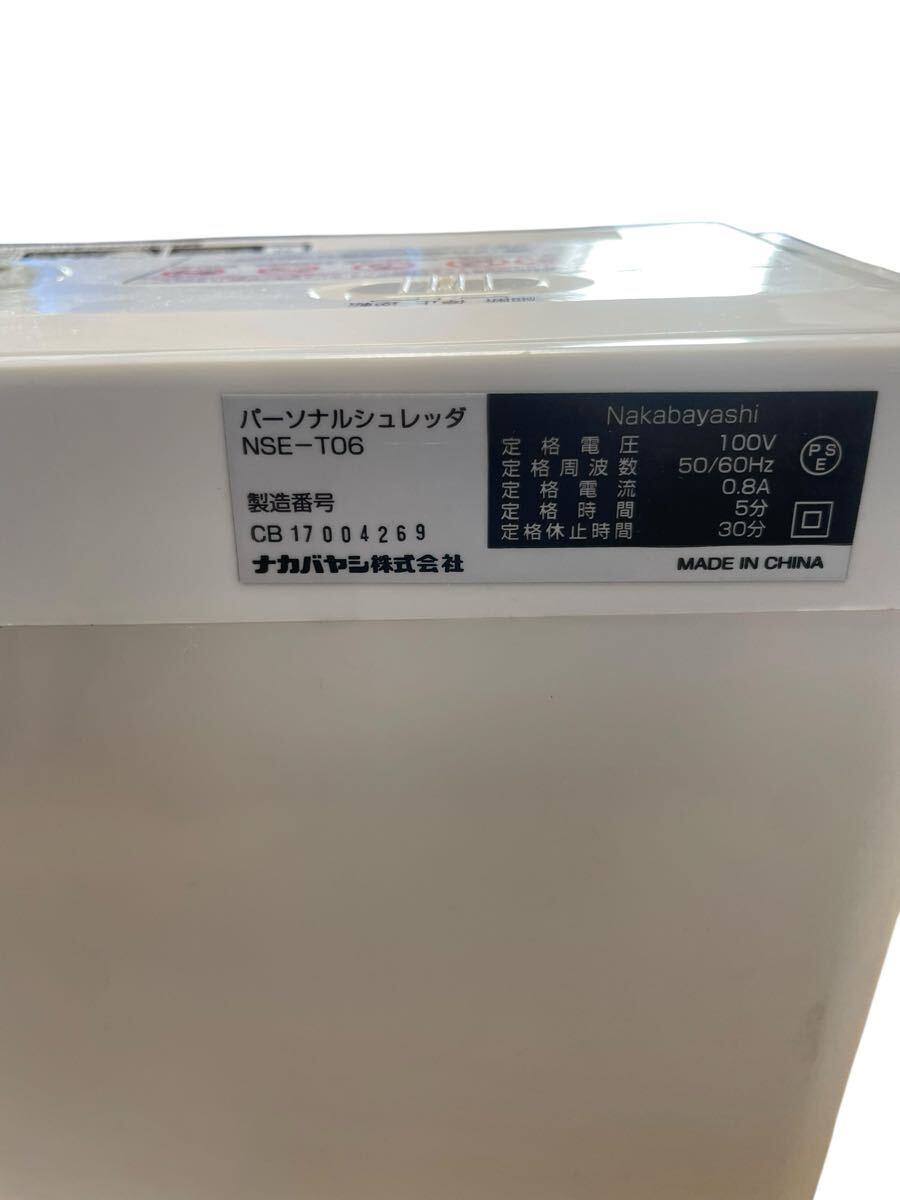 パーソナルシュレッダ
NSE-T06
製造番号
CB 17004269
ナカバヤシ株式会社
Nakabayashi
定格電圧 100V
定格周波数 50/60Hz
定格電流 0.8A
定格時間 5分
定格休止時間 30分
PSE
MADE IN CHINA